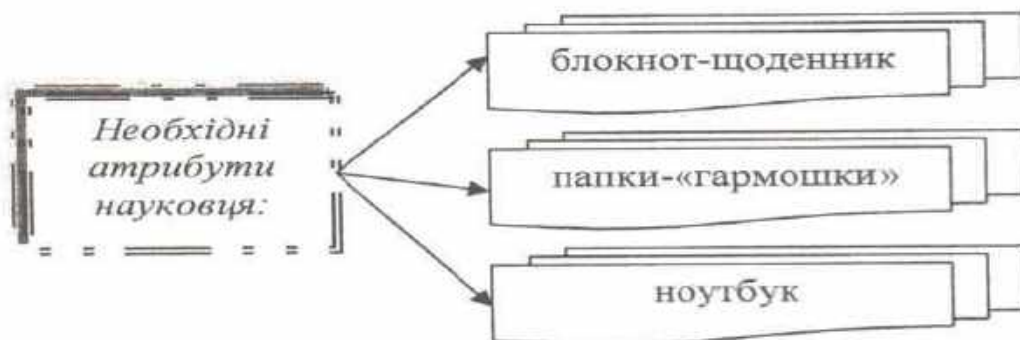 Необхідні
атрибути
науковця:
блокнот-щоденник
папки-«гармошки»
ноутбук